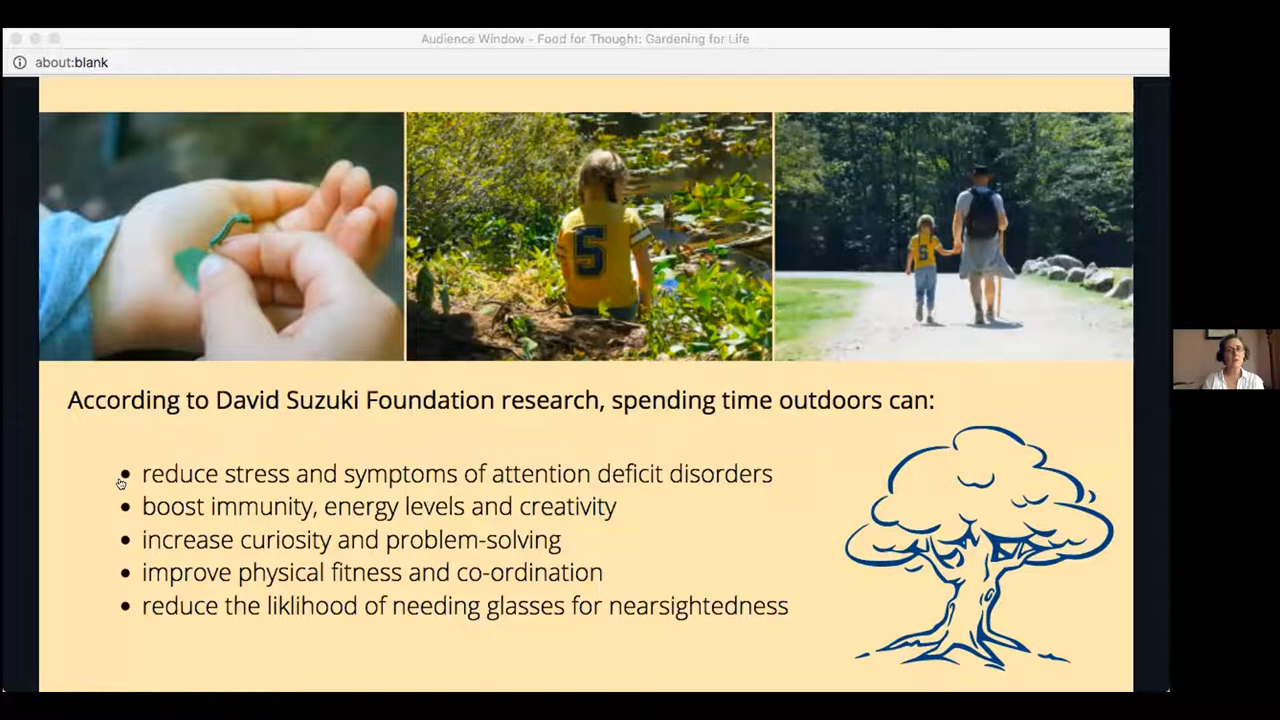 Audience Window - Food for Thought: Gardening for Life
about:blank
5
5
According to David Suzuki Foundation research, spending time outdoors can:
• reduce stress and symptoms of attention deficit disorders
• boost immunity, energy levels and creativity
• increase curiosity and problem-solving
• improve physical fitness and co-ordination
• reduce the liklihood of needing glasses for nearsightedness